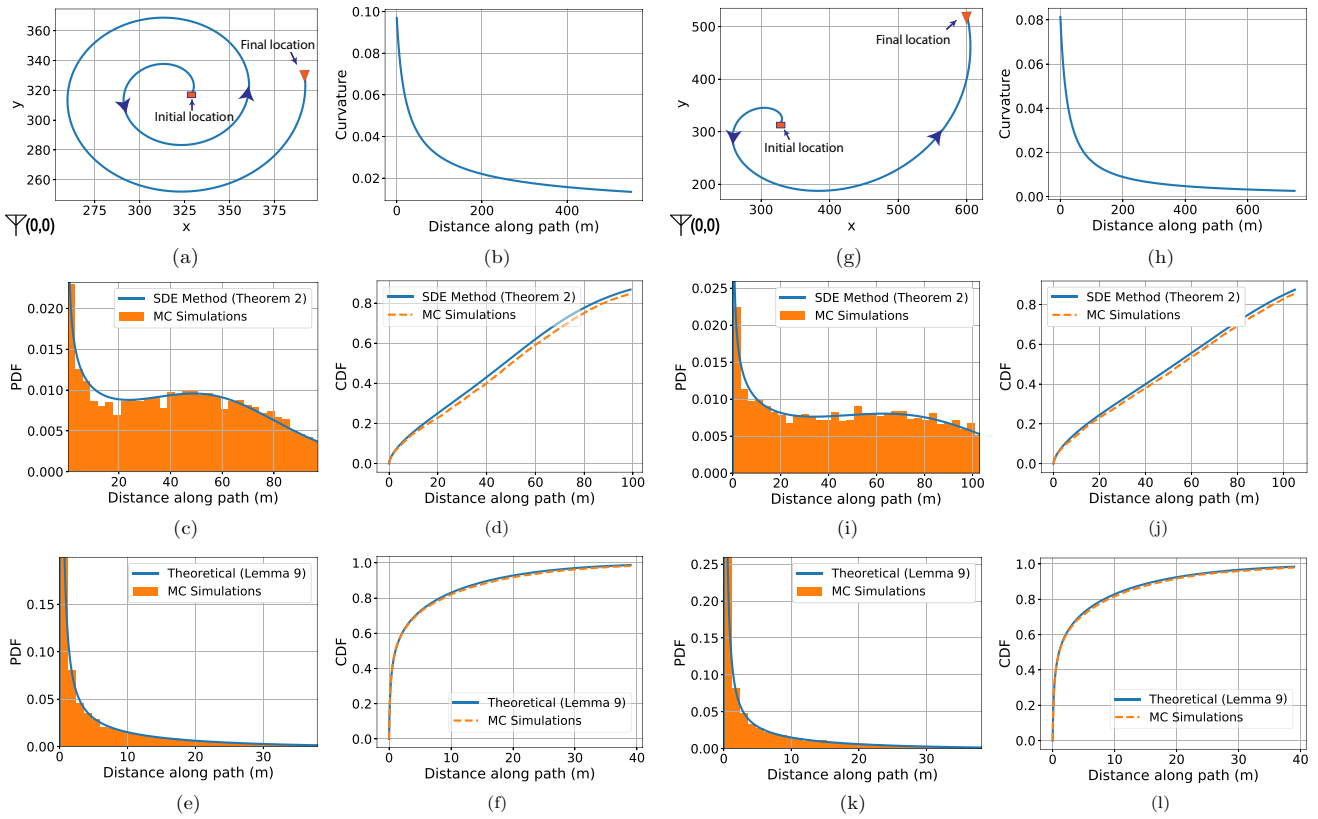 360
340
320
300
280
260
y
275
300
325
350
375
x
Final location
Initial location
(0,0)
(a)
0.10
0.08
0.06
0.04
0.02
Curvature
0
200
400
Distance along path (m)
(b)
500
400
300
200
y
300
400
500
600
x
Final location
Initial location
(0,0)
(g)
0.08
0.06
0.04
0.02
0.00
Curvature
0
200
400
600
Distance along path (m)
(h)
0.020
0.015
0.010
0.005
0.000
PDF
SDE Method (Theorem 2)
MC Simulations
20
40
60
80
Distance along path (m)
(c)
0.8
0.6
0.4
0.2
0.0
CDF
SDE Method (Theorem 2)
MC Simulations
0
20
40
60
80
100
Distance along path (m)
(d)
0.025
0.020
0.015
0.010
0.005
0.000
PDF
SDE Method (Theorem 2)
MC Simulations
0
20
40
60
80
100
Distance along path (m)
(i)
0.8
0.6
0.4
0.2
0.0
CDF
SDE Method (Theorem 2)
MC Simulations
0
20
40
60
80
100
Distance along path (m)
(j)
0.15
0.10
0.05
0.00
PDF
Theoretical (Lemma 9)
MC Simulations
0
10
20
30
Distance along path (m)
(e)
1.0
0.8
0.6
0.4
0.2
0.0
CDF
Theoretical (Lemma 9)
MC Simulations
0
10
20
30
40
Distance along path (m)
(f)
0.25
0.20
0.15
0.10
0.05
0.00
PDF
Theoretical (Lemma 9)
MC Simulations
0
10
20
30
Distance along path (m)
(k)
1.0
0.8
0.6
0.4
0.2
0.0
CDF
Theoretical (Lemma 9)
MC Simulations
0
10
20
30
40
Distance along path (m)
(l)